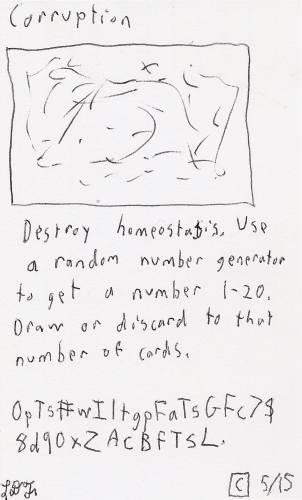 Corruption
Destroy homeostasis. Use
a random number generator
to get a number 1-20.
Draw or discard to that
number of cards.
OpTs#wIltgpFaTsGFc7$
8d90xZAcBFTsL.
C 5/15